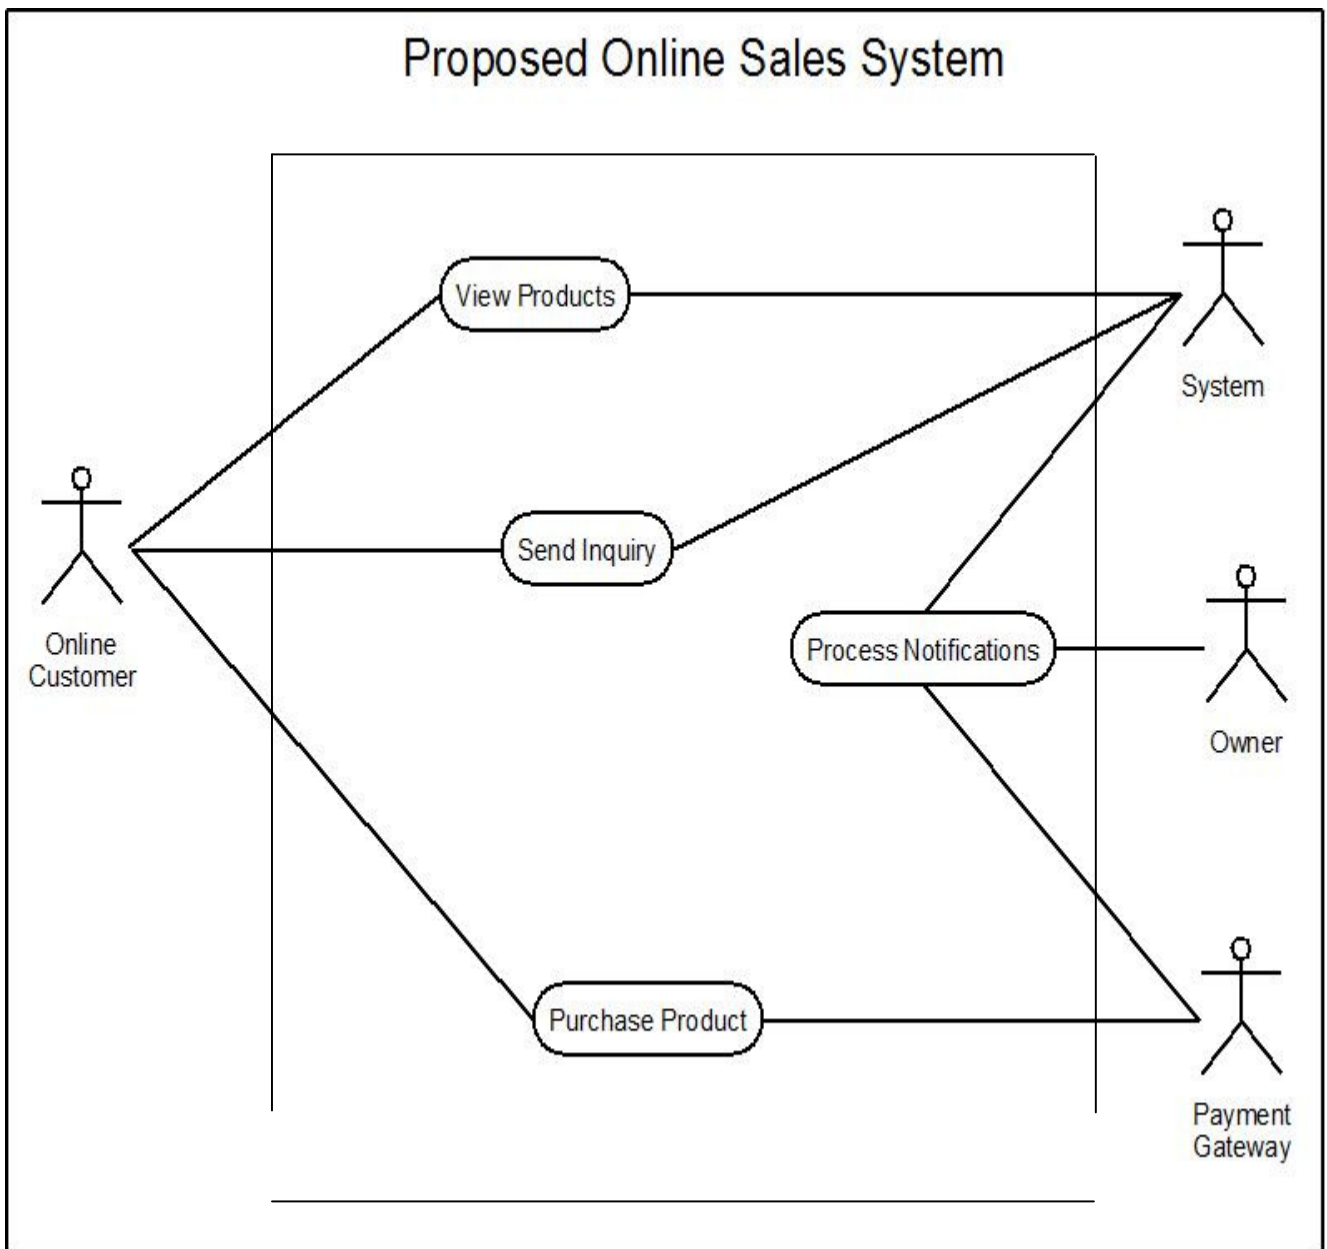 Proposed Online Sales System
View Products
System
Send Inquiry
Online
Customer
Process Notifications
Owner
Purchase Product
Payment
Gateway